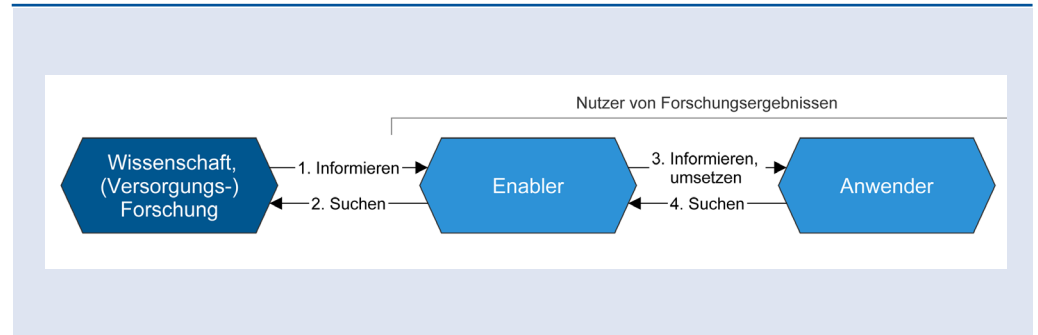 Nutzer von Forschungsergebnissen
Wissenschaft,
(Versorgungs-)
Forschung
1. Informieren
2. Suchen
Enabler
3. Informieren,
umsetzen
4. Suchen
Anwender